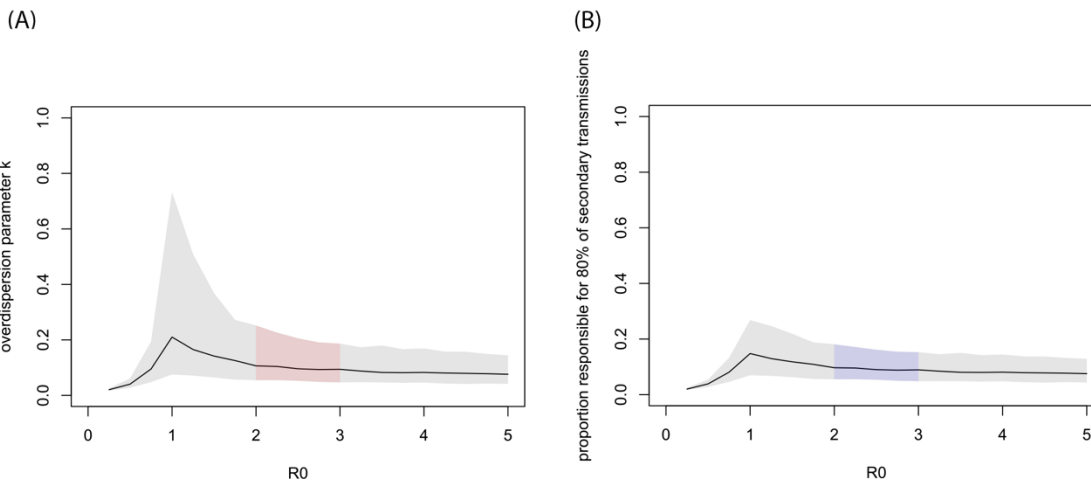 (A)
overdispersion parameter k
1.0
0.8
0.6
0.4
0.2
0.0
0 1 2 3 4 5
R0
(B)
proportion responsible for 80% of secondary transmissions
1.0
0.8
0.6
0.4
0.2
0.0
0 1 2 3 4 5
R0